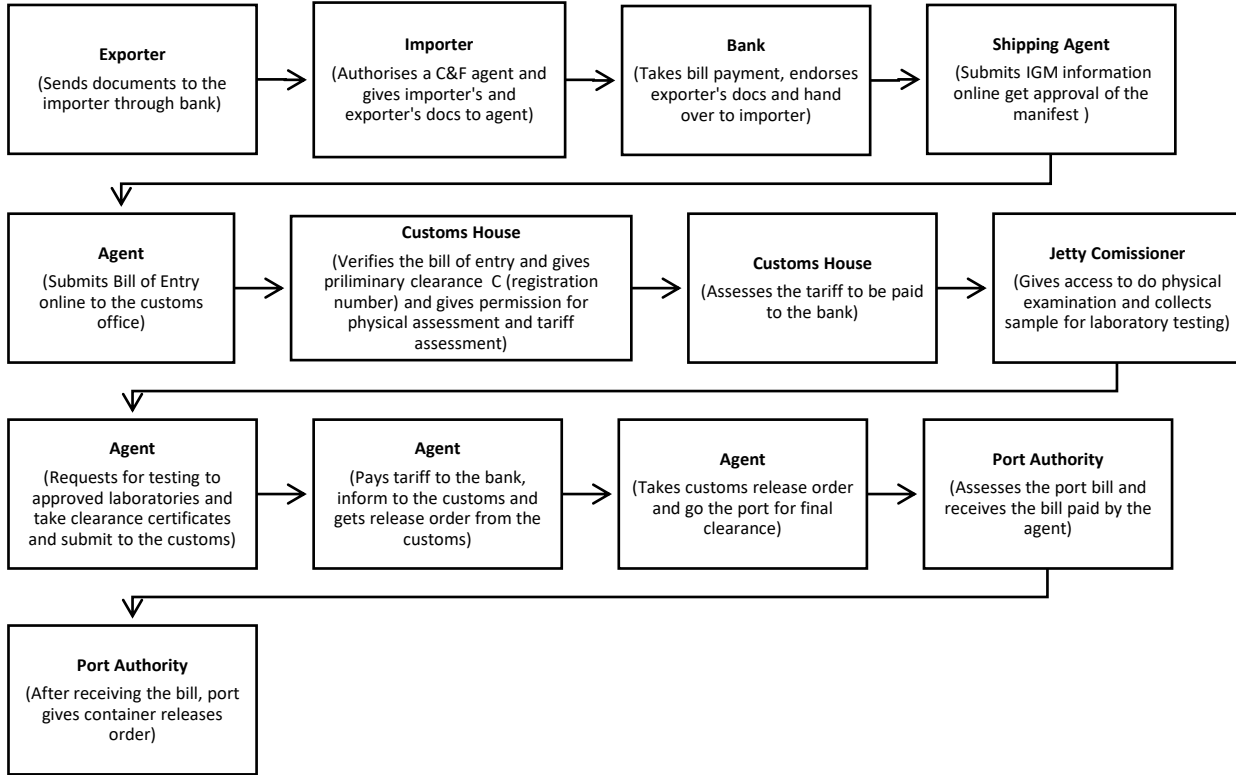 Exporter
(Sends documents to the
importer through bank)
Importer
(Authorises a C&F agent and
gives importer's and
exporter's docs to agent)
Bank
(Takes bill payment, endorses
exporter's docs and hand
over to importer)
Shipping Agent
(Submits IGM information
online get approval of the
manifest )
Agent
(Submits Bill of Entry
online to the customs
office)
Customs House
(Verifies the bill of entry and gives
priliminary clearance C (registration
number) and gives permission for
physical assessment and tariff
assessment)
Customs House
(Assesses the tariff to be paid
to the bank)
Jetty Comissioner
(Gives access to do physical
examination and collects
sample for laboratory testing)
Agent
(Requests for testing to
approved laboratories and
take clearance certificates
and submit to the customs)
Agent
(Pays tariff to the bank,
inform to the customs and
gets release order from the
customs)
Agent
(Takes customs release order
and go the port for final
clearance)
Port Authority
(Assesses the port bill and
receives the bill paid by the
agent)
Port Authority
(After receiving the bill, port
gives container releases
order)